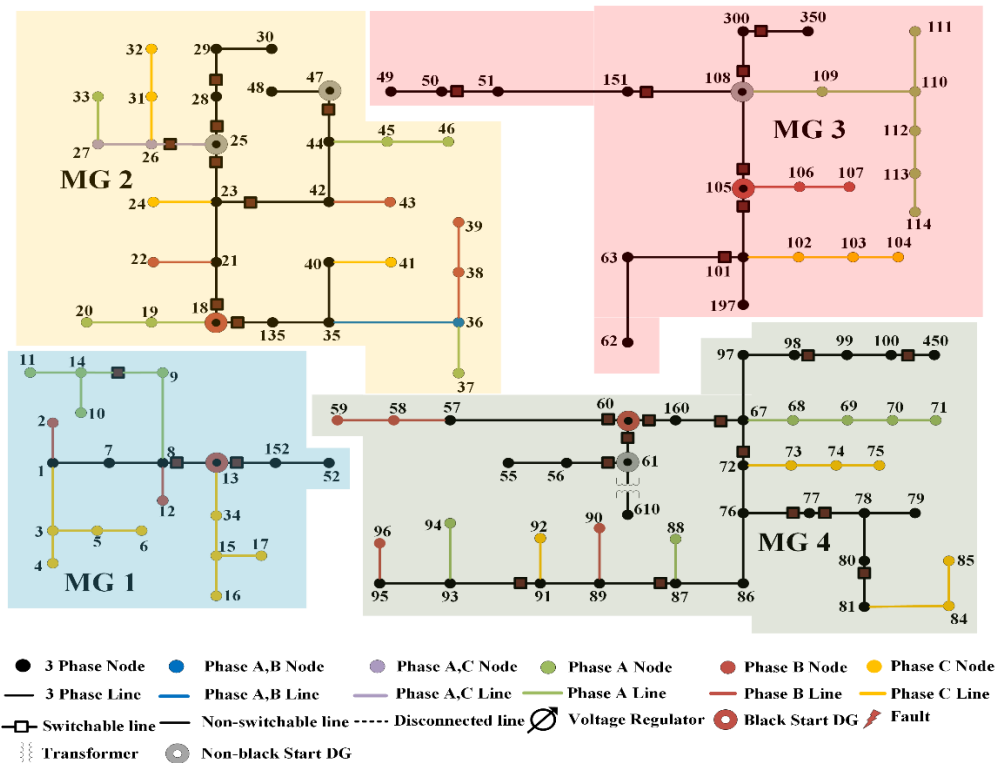 32 29 30 300 350 111
49 50 51 151 108 109 110
33 31 28 48 47
27 26 25 44 45 46 112
MG 2 MG 3
113
105 106 107
24 23 42 43 114
39
22 21 40 41 38 63 101 102 103 104
20 19 18 135 35 36 197
62
37
11 14 9 97 98 99 100 450
10
2 59 58 57 60 160 67 68 69 70 71
1 7 8 13 152 52 55 56 61 72 73 74 75
12
34 610 76 77 78 79
3 5 6 96 94 92 90 88 MG 4
4 MG 1 15 17 80 85
16 95 93 91 89 87 86 81 84
3 Phase Node Phase A,B Node Phase A,C Node Phase A Node Phase B Node Phase C Node
3 Phase Line Phase A,B Line Phase A,C Line Phase A Line Phase B Line Phase C Line
Switchable line Non-switchable line Disconnected line Voltage Regulator Black Start DG Fault
Transformer Non-black Start DG